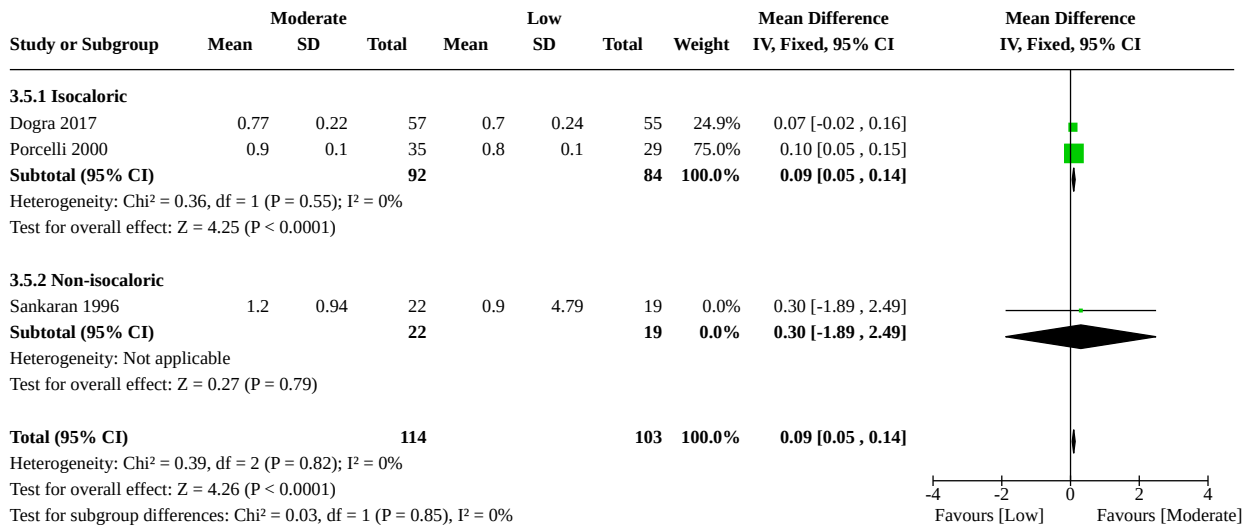 Moderate Low Mean Difference Mean Difference
Study or Subgroup Mean SD Total Mean SD Total Weight IV, Fixed, 95% CI IV, Fixed, 95% CI
3.5.1 Isocaloric
Dogra 2017 0.77 0.22 57 0.7 0.24 55 24.9% 0.07 [-0.02 , 0.16]
Porcelli 2000 0.9 0.1 35 0.8 0.1 29 75.0% 0.10 [0.05 , 0.15]
Subtotal (95% CI) 92 84 100.0% 0.09 [0.05 , 0.14]
Heterogeneity: Chi² = 0.36, df = 1 (P = 0.55); I² = 0%
Test for overall effect: Z = 4.25 (P < 0.0001)
3.5.2 Non-isocaloric
Sankaran 1996 1.2 0.94 22 0.9 4.79 19 0.0% 0.30 [-1.89 , 2.49]
Subtotal (95% CI) 22 19 0.0% 0.30 [-1.89 , 2.49]
Heterogeneity: Not applicable
Test for overall effect: Z = 0.27 (P = 0.79)
Total (95% CI) 114 103 100.0% 0.09 [0.05 , 0.14]
Heterogeneity: Chi² = 0.39, df = 2 (P = 0.82); I² = 0%
Test for overall effect: Z = 4.26 (P < 0.0001)
-4 -2 0 2 4
Test for subgroup differences: Chi² = 0.03, df = 1 (P = 0.85), I² = 0% Favours [Low] Favours [Moderate]